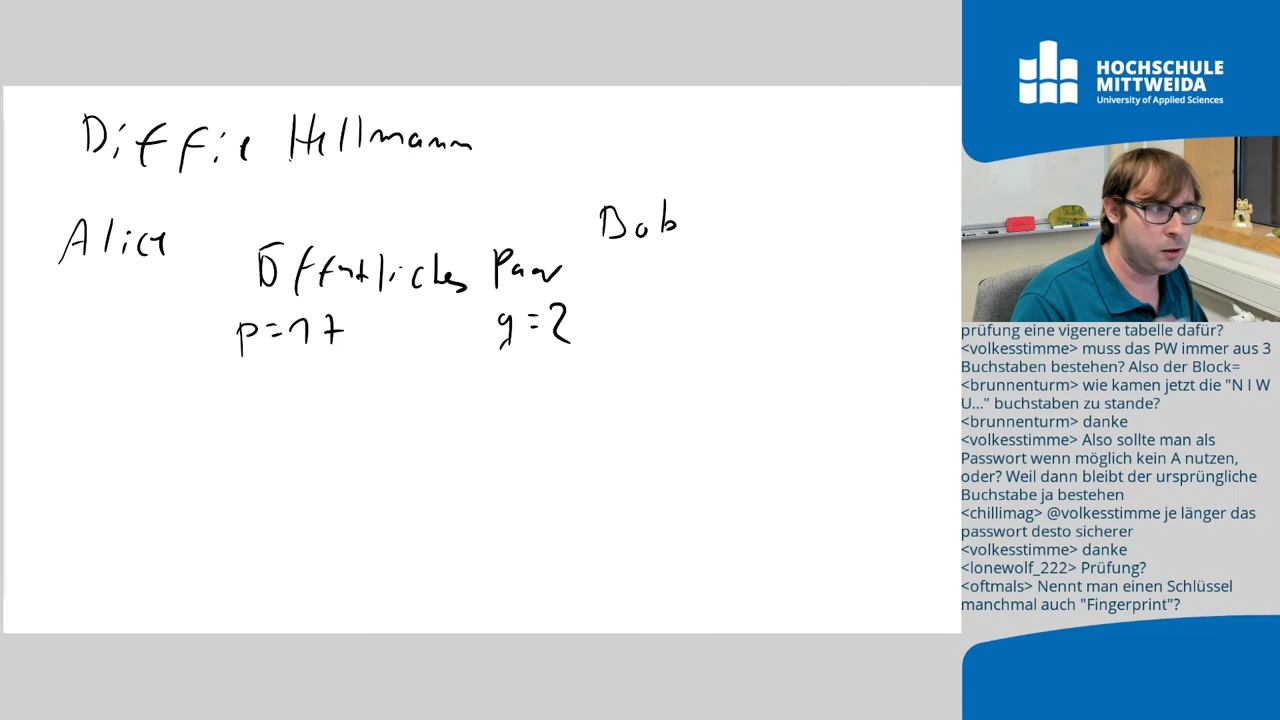 Diffie Hellmann
Alice
Bob
Öffentliches Paar
p=17 g=2
HOCHSCHULE
MITTWEIDA
University of Applied Sciences
prüfung eine vigenere tabelle dafür?
<volkesstimme> muss das PW immer aus 3
Buchstaben bestehen? Also der Block=
<brunnenturm> wie kamen jetzt die "N I W
U..." buchstaben zu stande?
<brunnenturm> danke
<volkesstimme> Also sollte man als
Passwort wenn möglich kein A nutzen,
oder? Weil dann bleibt der ursprüngliche
Buchstabe ja bestehen
<chillimag> @volkesstimme je länger das
passwort desto sicherer
<volkesstimme> danke
<lonewolf_222> Prüfung?
<oftmals> Nennt man einen Schlüssel
manchmal auch "Fingerprint"?